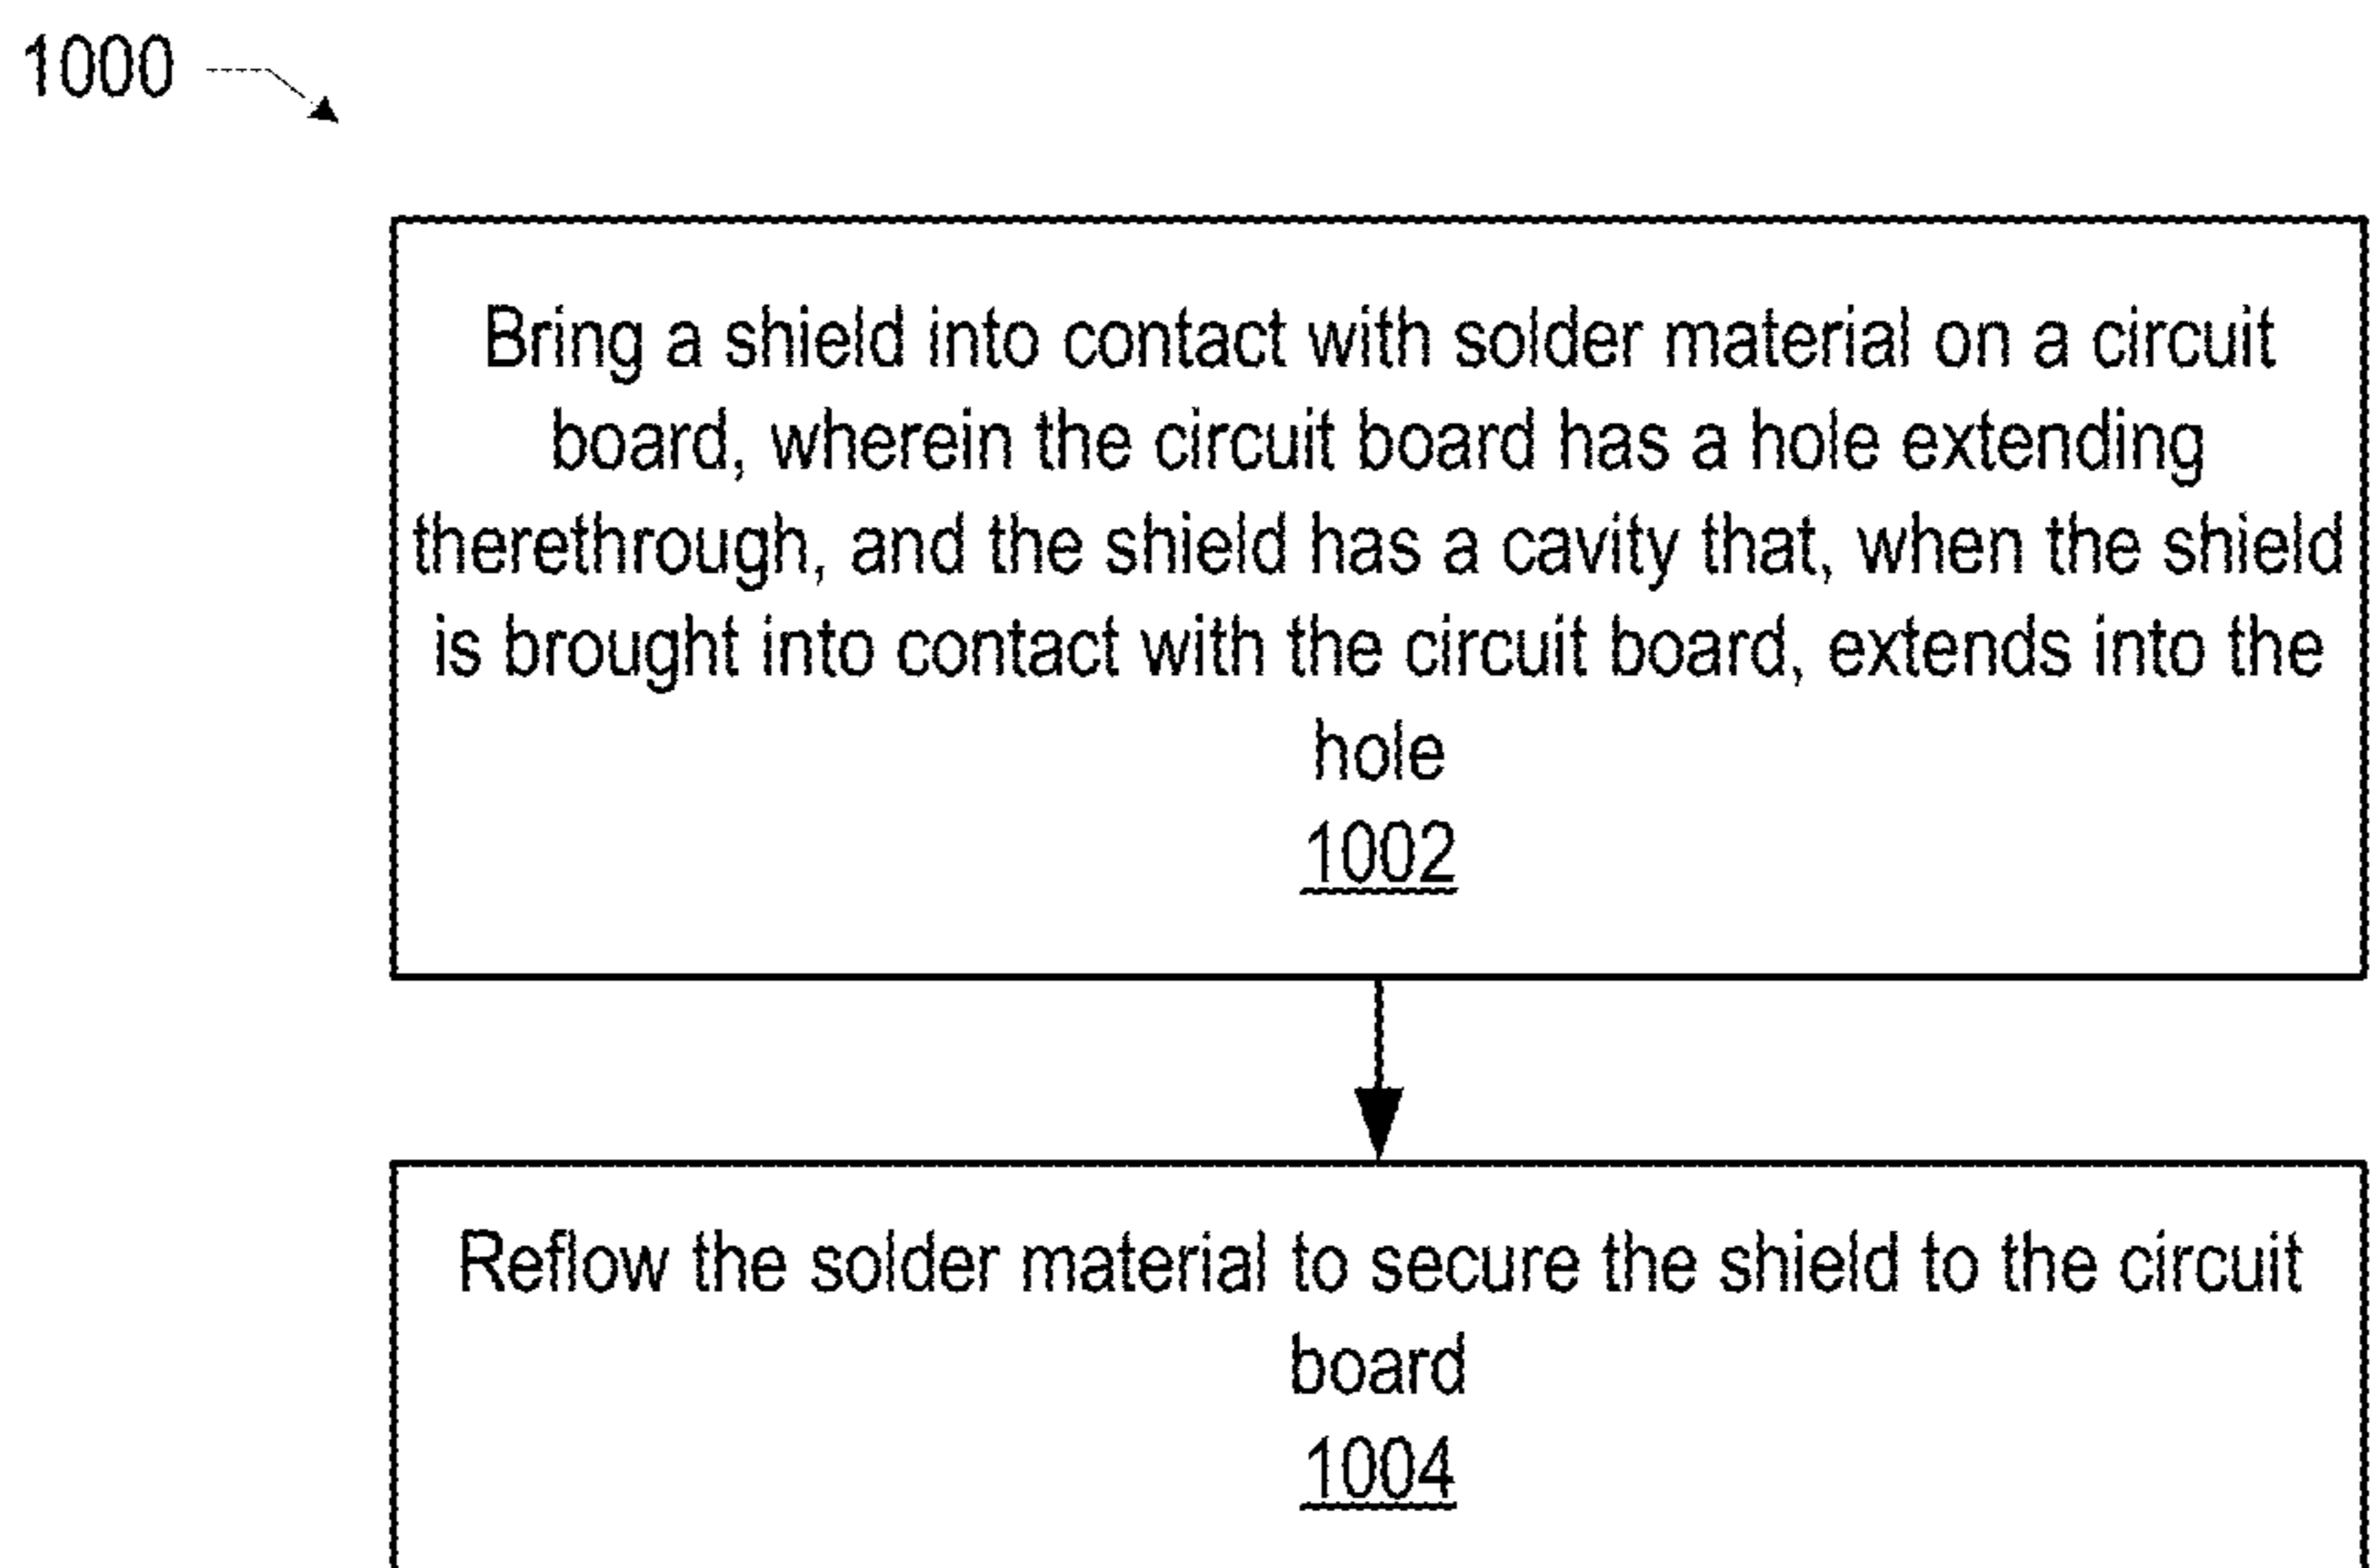 1000
Bring a shield into contact with solder material on a circuit
board, wherein the circuit board has a hole extending
therethrough, and the shield has a cavity that, when the shield
is brought into contact with the circuit board, extends into the
hole
1002
Reflow the solder material to secure the shield to the circuit
board
1004